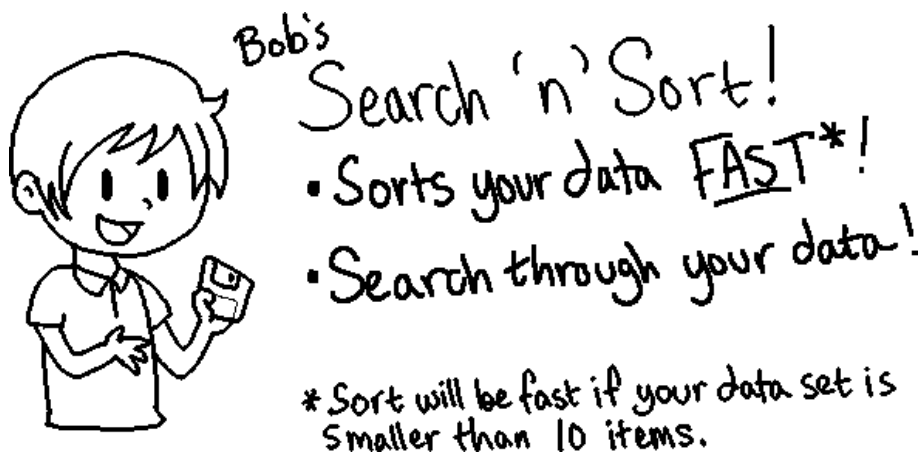 Bob's
Search 'n' Sort!
• Sorts your data FAST*!
• Search through your data!
* Sort will be fast if your data set is
smaller than 10 items.